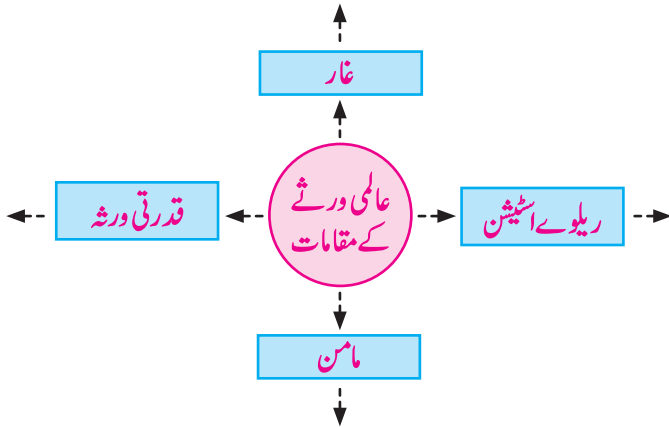 غار
عالمی ورثے
کے مقامات
ریلوے اسٹیشن
قدرتی ورثہ
مامن